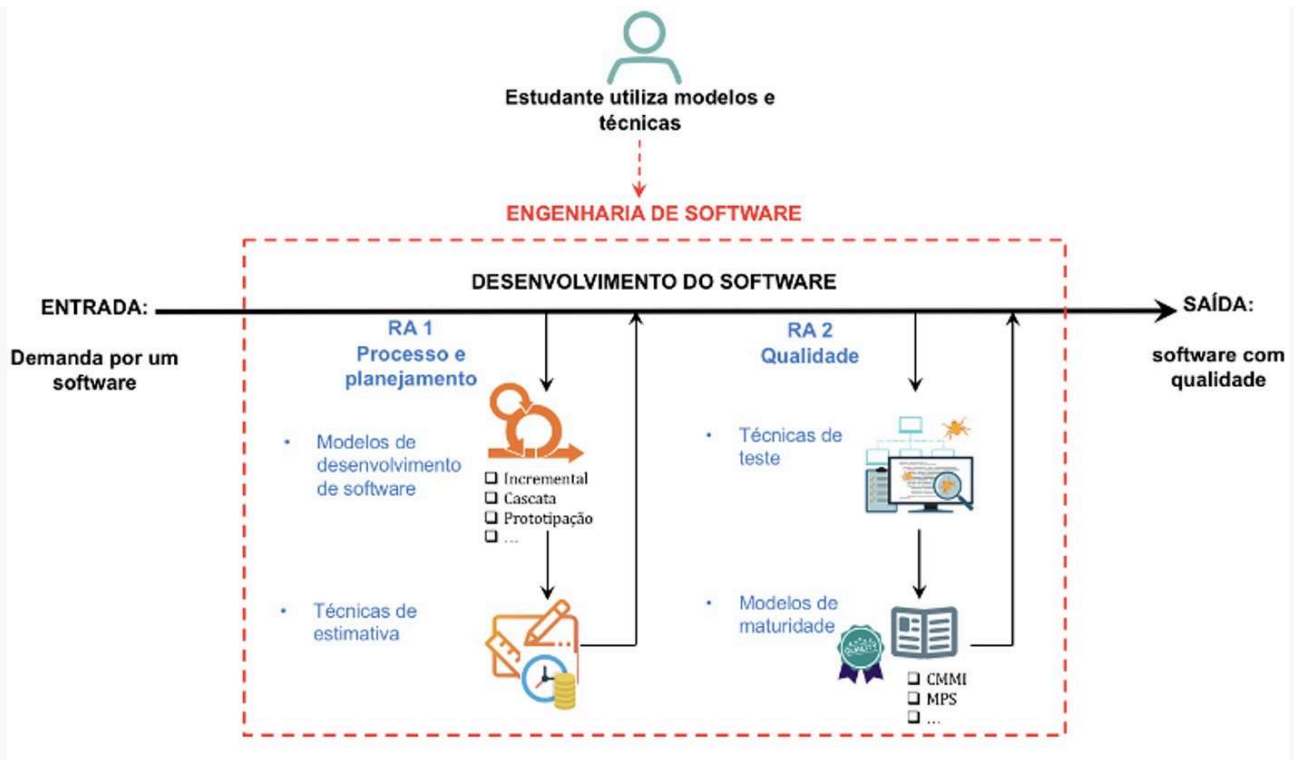 Estudante utiliza modelos e
técnicas
ENGENHARIA DE SOFTWARE
DESENVOLVIMENTO DO SOFTWARE
ENTRADA:
Demanda por um
software
SAÍDA:
software com
qualidade
RA 1
Processo e
planejamento
• Modelos de
desenvolvimento
de software
❑ Incremental
❑ Cascata
❑ Prototipação
❑ ...
• Técnicas de
estimativa
RA 2
Qualidade
• Técnicas de
teste
• Modelos de
maturidade
QUALITY
❑ CMMI
❑ MPS
❑ ...